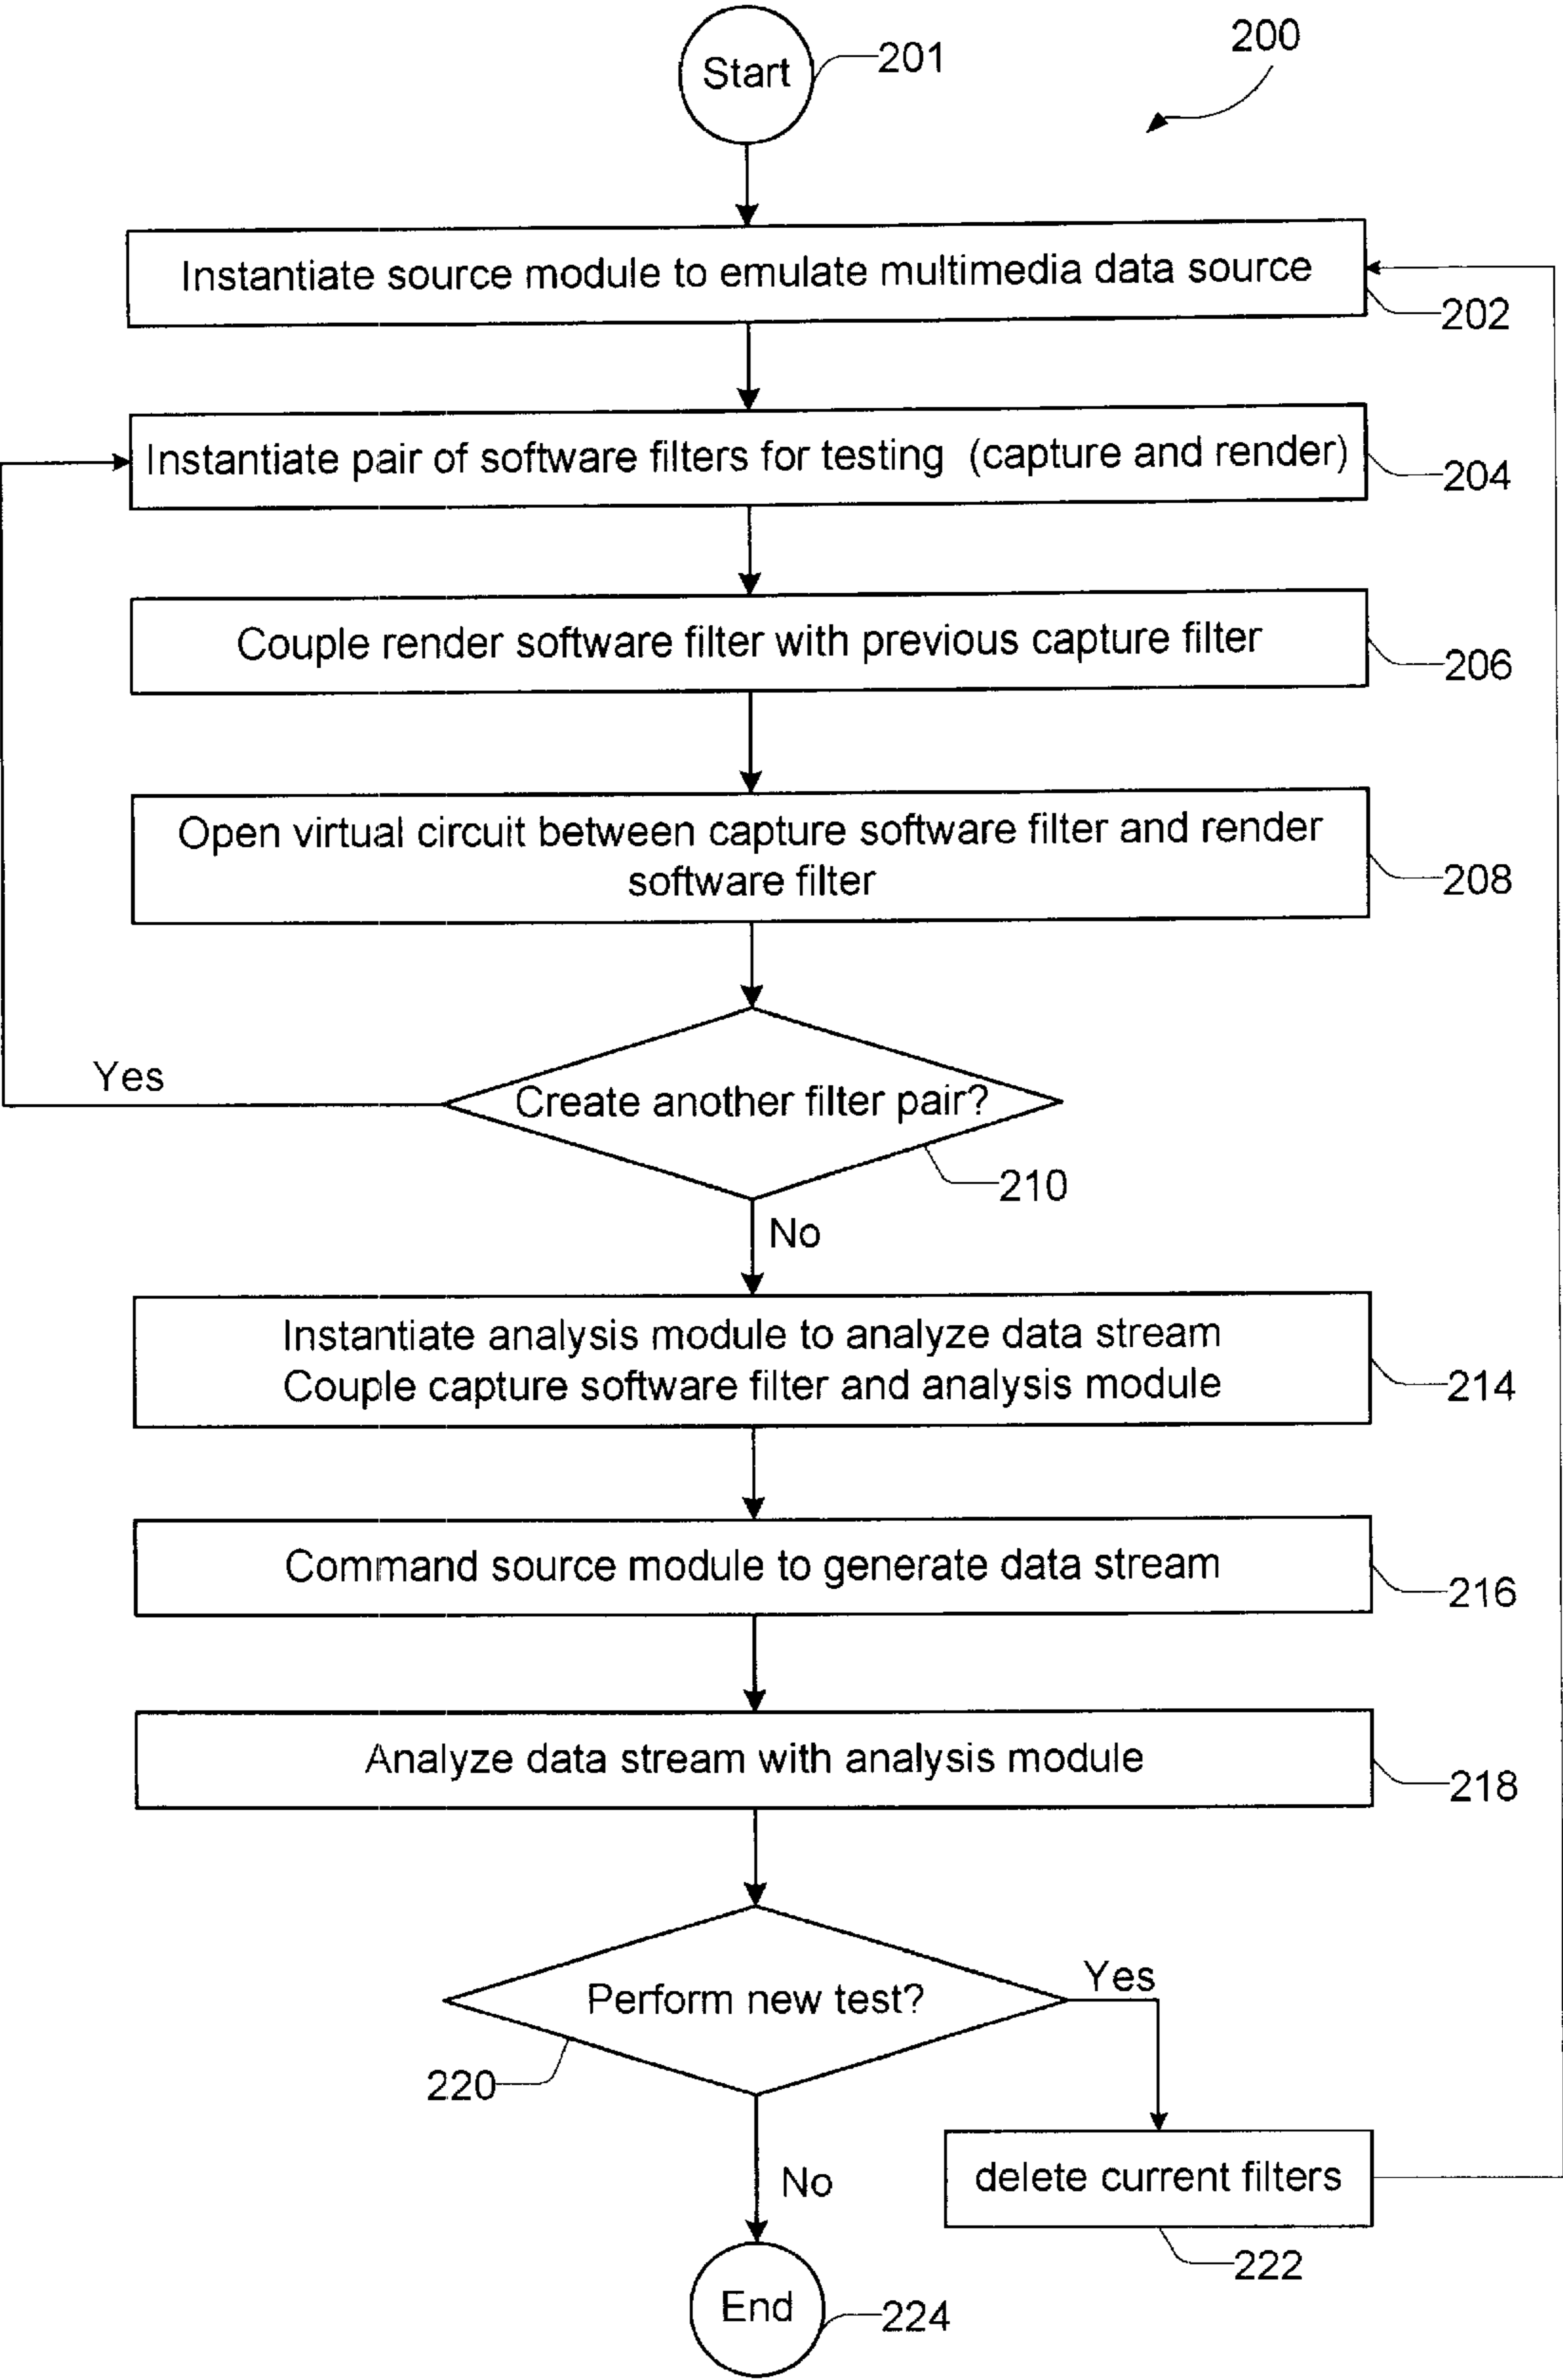 Start
201
200
Instantiate source module to emulate multimedia data source
202
Instantiate pair of software filters for testing (capture and render)
204
Couple render software filter with previous capture filter
206
Open virtual circuit between capture software filter and render
software filter
208
Yes
Create another filter pair?
210
No
Instantiate analysis module to analyze data stream
Couple capture software filter and analysis module
214
Command source module to generate data stream
216
Analyze data stream with analysis module
218
Perform new test?
Yes
220
No
delete current filters
222
End
224